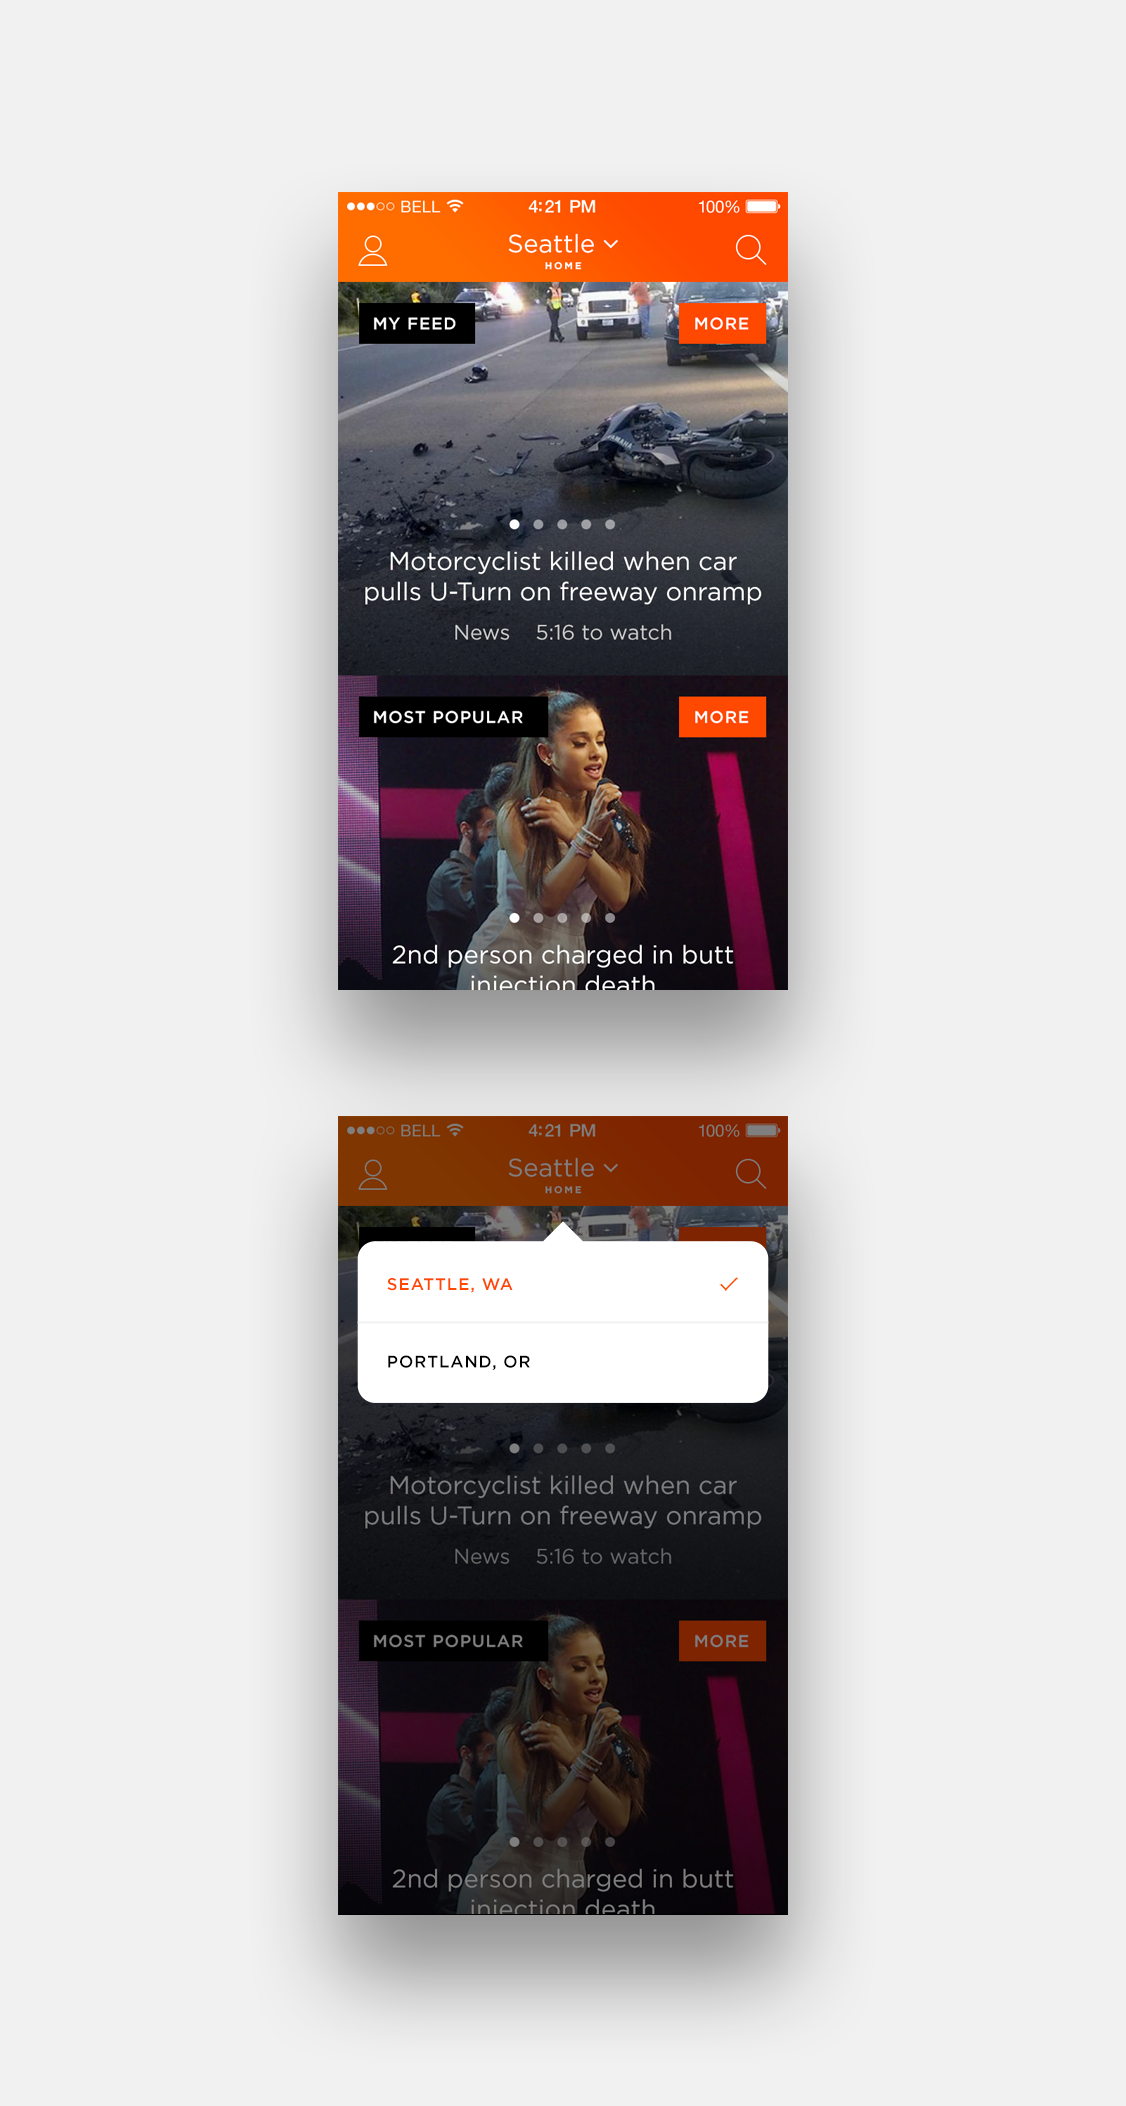 BELL 4:21 PM 100%
Seattle
HOME
MY FEED MORE
YAMAHA
Motorcyclist killed when car
pulls U-Turn on freeway onramp
News 5:16 to watch
MOST POPULAR MORE
2nd person charged in butt
injection death
BELL 4:21 PM 100%
Seattle
HOME
SEATTLE, WA
PORTLAND, OR
Motorcyclist killed when car
pulls U-Turn on freeway onramp
News 5:16 to watch
MOST POPULAR MORE
2nd person charged in butt
injection death